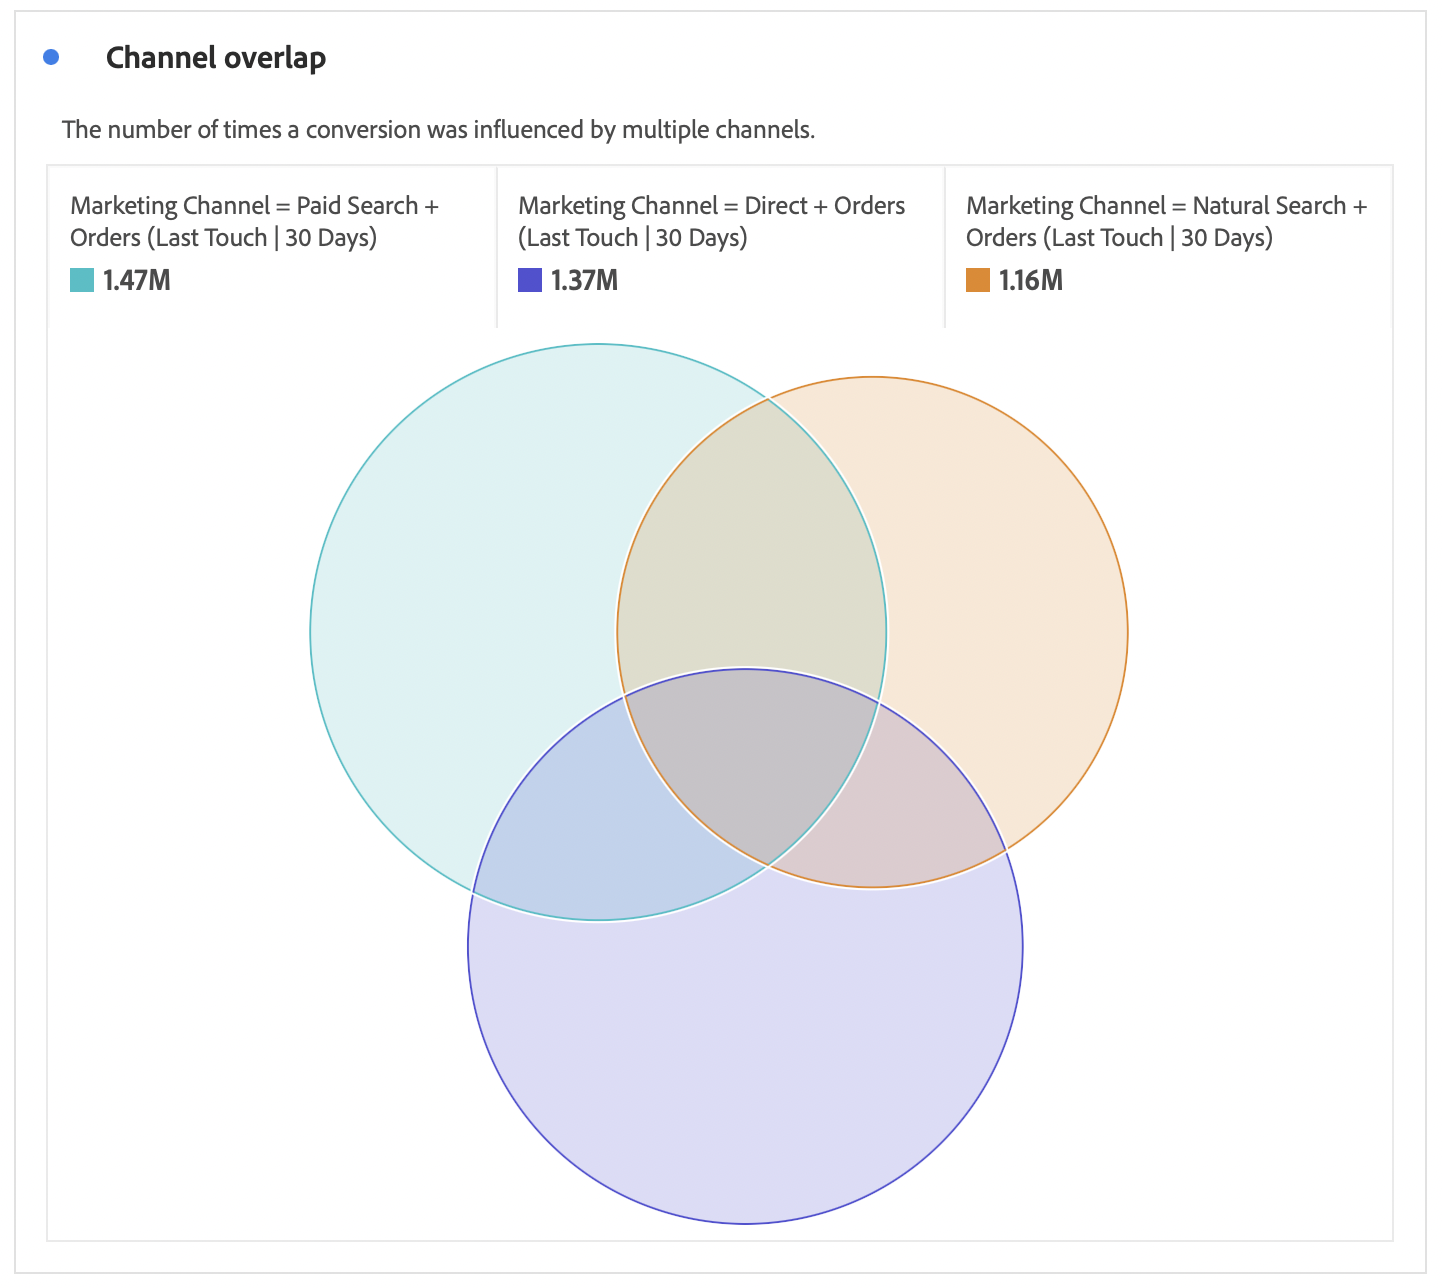 Channel overlap
The number of times a conversion was influenced by multiple channels.
Marketing Channel = Paid Search +
Orders (Last Touch | 30 Days)
1.47M
Marketing Channel = Direct + Orders
(Last Touch | 30 Days)
1.37M
Marketing Channel = Natural Search +
Orders (Last Touch | 30 Days)
1.16M